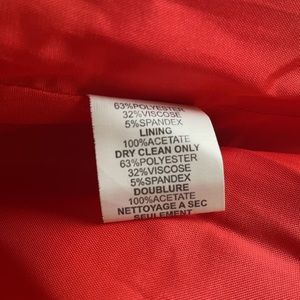 63%POLYESTER
32%VISCOSE
5%SPANDEX
LINING
100%ACETATE
DRY CLEAN ONLY
63%POLYESTER
32%VISCOSE
5%SPANDEX
DOUBLURE
100%ACETATE
NETTOYAGE A SEC
SEULEMENT